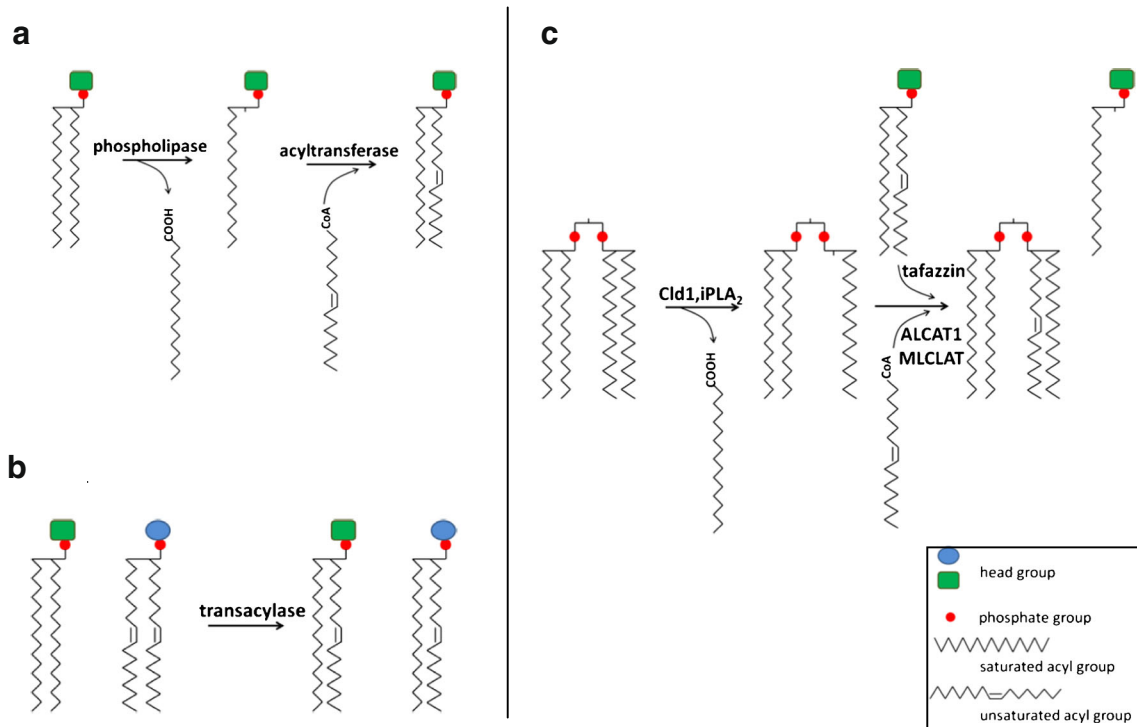 a
phospholipase
acyltransferase
COOH
CoA
b
transacylase
c
Cld1,iPLA₂
COOH
tafazzin
ALCAT1
MLCLAT
CoA
head group
phosphate group
saturated acyl group
unsaturated acyl group